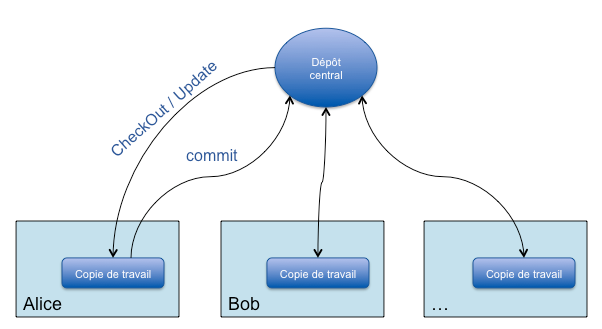 Dépôt
central
CheckOut / Update
commit
Copie de travail
Copie de travail
Copie de travail
Alice
Bob
...